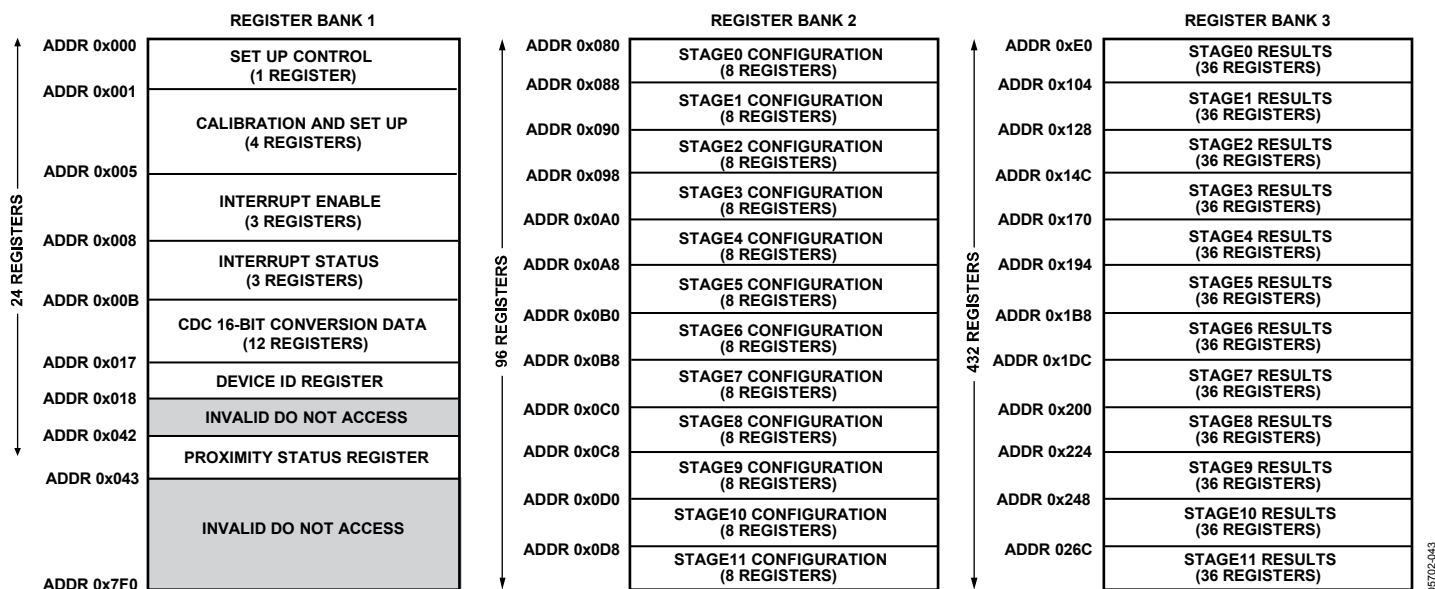 REGISTER BANK 1
ADDR 0x000
SET UP CONTROL
(1 REGISTER)
ADDR 0x001
CALIBRATION AND SET UP
(4 REGISTERS)
ADDR 0x005
INTERRUPT ENABLE
(3 REGISTERS)
ADDR 0x008
INTERRUPT STATUS
(3 REGISTERS)
ADDR 0x00B
CDC 16-BIT CONVERSION DATA
(12 REGISTERS)
ADDR 0x017
DEVICE ID REGISTER
ADDR 0x018
INVALID DO NOT ACCESS
ADDR 0x042
PROXIMITY STATUS REGISTER
ADDR 0x043
INVALID DO NOT ACCESS
ADDR 0x7F0
24 REGISTERS
REGISTER BANK 2
ADDR 0x080
STAGE0 CONFIGURATION
(8 REGISTERS)
ADDR 0x088
STAGE1 CONFIGURATION
(8 REGISTERS)
ADDR 0x090
STAGE2 CONFIGURATION
(8 REGISTERS)
ADDR 0x098
STAGE3 CONFIGURATION
(8 REGISTERS)
ADDR 0x0A0
STAGE4 CONFIGURATION
(8 REGISTERS)
ADDR 0x0A8
STAGE5 CONFIGURATION
(8 REGISTERS)
ADDR 0x0B0
STAGE6 CONFIGURATION
(8 REGISTERS)
ADDR 0x0B8
STAGE7 CONFIGURATION
(8 REGISTERS)
ADDR 0x0C0
STAGE8 CONFIGURATION
(8 REGISTERS)
ADDR 0x0C8
STAGE9 CONFIGURATION
(8 REGISTERS)
ADDR 0x0D0
STAGE10 CONFIGURATION
(8 REGISTERS)
ADDR 0x0D8
STAGE11 CONFIGURATION
(8 REGISTERS)
96 REGISTERS
REGISTER BANK 3
ADDR 0xE0
STAGE0 RESULTS
(36 REGISTERS)
ADDR 0x104
STAGE1 RESULTS
(36 REGISTERS)
ADDR 0x128
STAGE2 RESULTS
(36 REGISTERS)
ADDR 0x14C
STAGE3 RESULTS
(36 REGISTERS)
ADDR 0x170
STAGE4 RESULTS
(36 REGISTERS)
ADDR 0x194
STAGE5 RESULTS
(36 REGISTERS)
ADDR 0x1B8
STAGE6 RESULTS
(36 REGISTERS)
ADDR 0x1DC
STAGE7 RESULTS
(36 REGISTERS)
ADDR 0x200
STAGE8 RESULTS
(36 REGISTERS)
ADDR 0x224
STAGE9 RESULTS
(36 REGISTERS)
ADDR 0x248
STAGE10 RESULTS
(36 REGISTERS)
ADDR 026C
STAGE11 RESULTS
(36 REGISTERS)
432 REGISTERS
05702-043